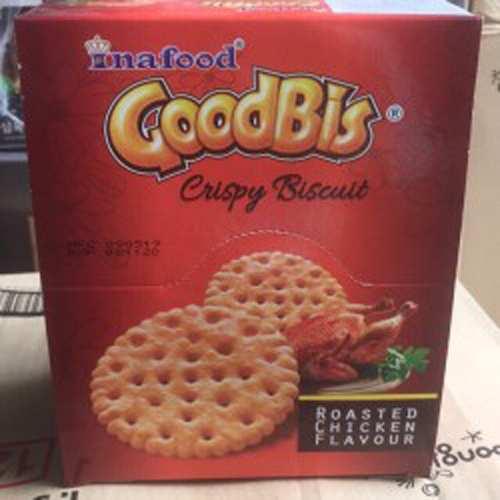 inafood®
GOODBIS®
Crispy Biscuit
ROASTED
CHICKEN
FLAVOUR